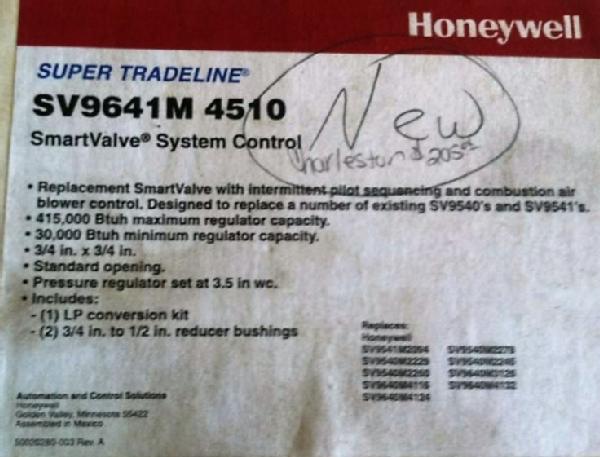 Honeywell
SUPER TRADELINE®
SV9641M 4510
SmartValve® System Control
New
Charleston $205
• Replacement SmartValve with intermittent pilot sequencing and combustion air
blower control. Designed to replace a number of existing SV9540's and SV9541's.
• 415,000 Btuh maximum regulator capacity.
• 30,000 Btuh minimum regulator capacity.
• 3/4 in. x 3/4 in.
• Standard opening.
• Pressure regulator set at 3.5 in wc.
• Includes:
- (1) LP conversion kit
- (2) 3/4 in. to 1/2 in. reducer bushings
Replaces:
Honeywell
Automation and Control Solutions
Honeywell
Golden Valley, Minnesota 55422
Assembled in Mexico
Rev. A